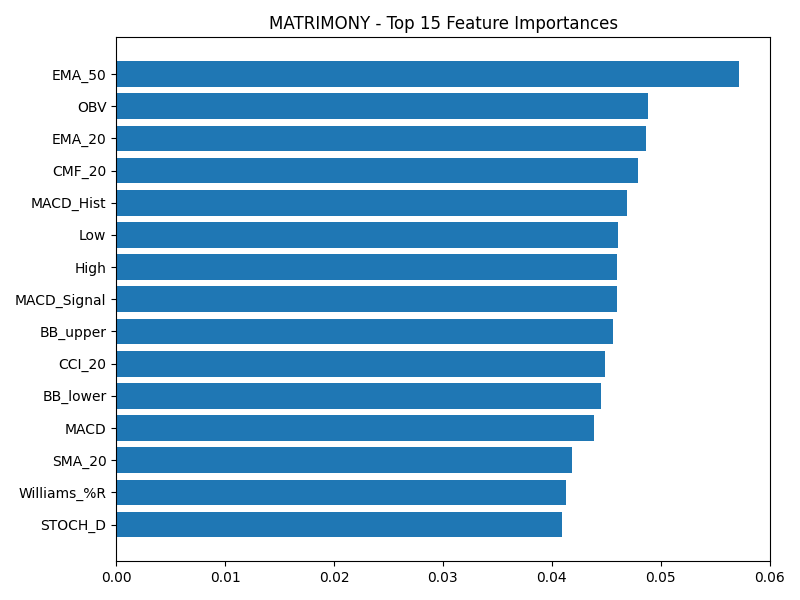 MATRIMONY - Top 15 Feature Importances
EMA_50
OBV
EMA_20
CMF_20
MACD_Hist
Low
High
MACD_Signal
BB_upper
CCI_20
BB_lower
MACD
SMA_20
Williams_%R
STOCH_D
0.00 0.01 0.02 0.03 0.04 0.05 0.06